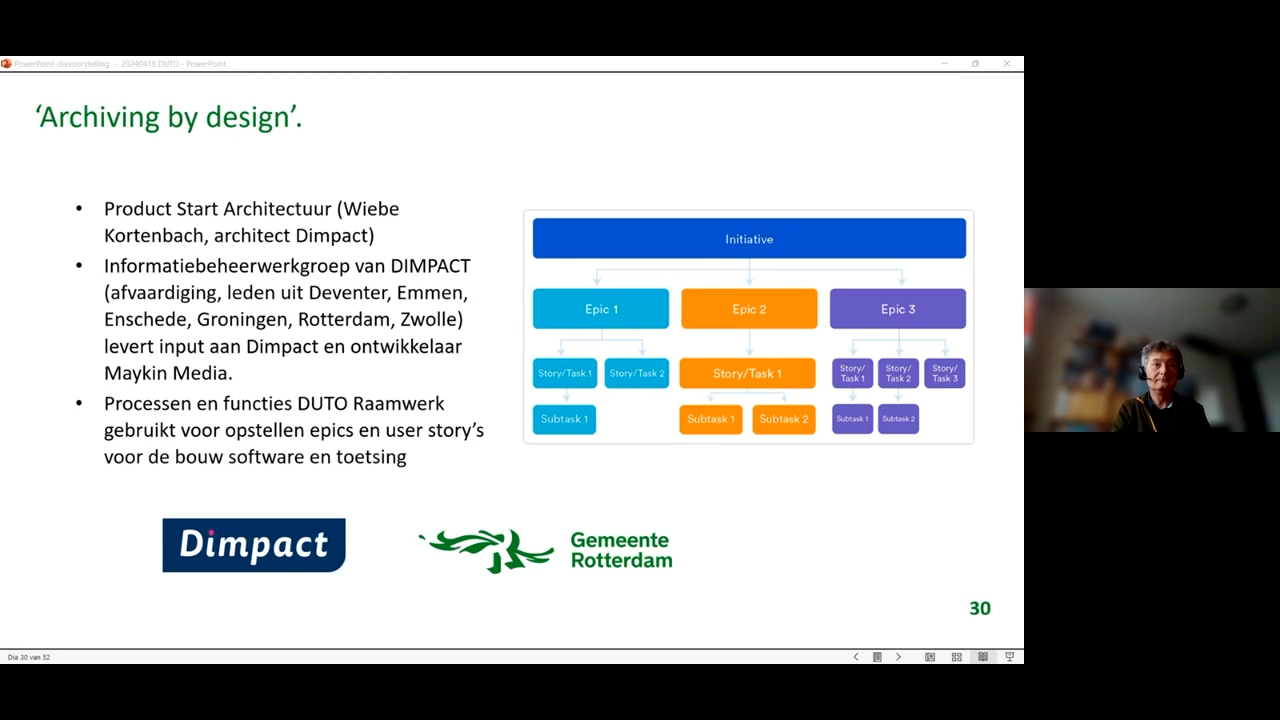 PowerPoint-diavoorstelling - 20240418 DUTO - PowerPoint
‘Archiving by design’.
• Product Start Architectuur (Wiebe
Kortenbach, architect Dimpact)
• Informatiebeheerwerkgroep van DIMPACT
(afvaardiging, leden uit Deventer, Emmen,
Enschede, Groningen, Rotterdam, Zwolle)
levert input aan Dimpact en ontwikkelaar
Maykin Media.
• Processen en functies DUTO Raamwerk
gebruikt voor opstellen epics en user story’s
voor de bouw software en toetsing
Initiative
Epic 1
Epic 2
Epic 3
Story/Task 1
Story/Task 2
Story/Task 1
Story/
Task 1
Story/
Task 2
Story/
Task 3
Subtask 1
Subtask 1
Subtask 2
Subtask 1
Subtask 2
Dimpact
Gemeente
Rotterdam
30
Dia 30 van 52